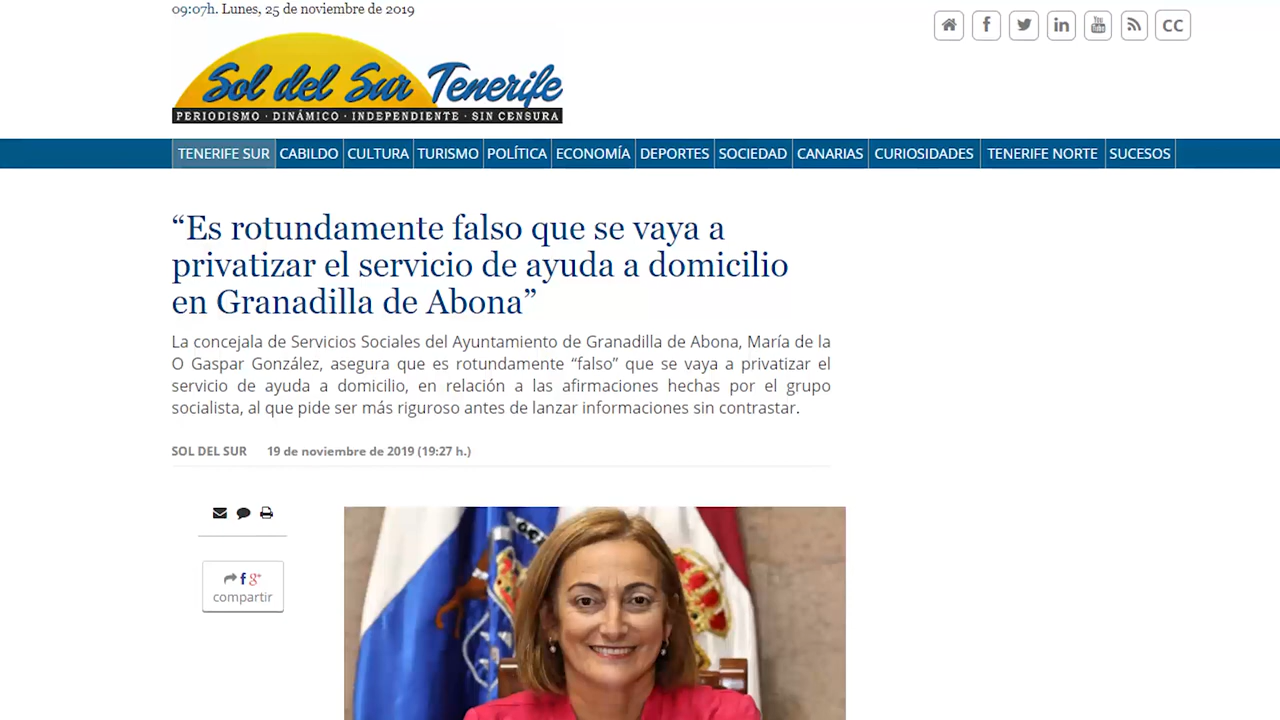 09:07h. Lunes, 25 de noviembre de 2019
CC
Sol del Sur Tenerife
PERIODISMO · DINÁMICO · INDEPENDIENTE · SIN CENSURA
TENERIFE SUR CABILDO CULTURA TURISMO POLÍTICA ECONOMÍA DEPORTES SOCIEDAD CANARIAS CURIOSIDADES TENERIFE NORTE SUCESOS
“Es rotundamente falso que se vaya a
privatizar el servicio de ayuda a domicilio
en Granadilla de Abona”
La concejala de Servicios Sociales del Ayuntamiento de Granadilla de Abona, María de la
O Gaspar González, asegura que es rotundamente “falso” que se vaya a privatizar el
servicio de ayuda a domicilio, en relación a las afirmaciones hechas por el grupo
socialista, al que pide ser más riguroso antes de lanzar informaciones sin contrastar.
SOL DEL SUR 19 de noviembre de 2019 (19:27 h.)
compartir